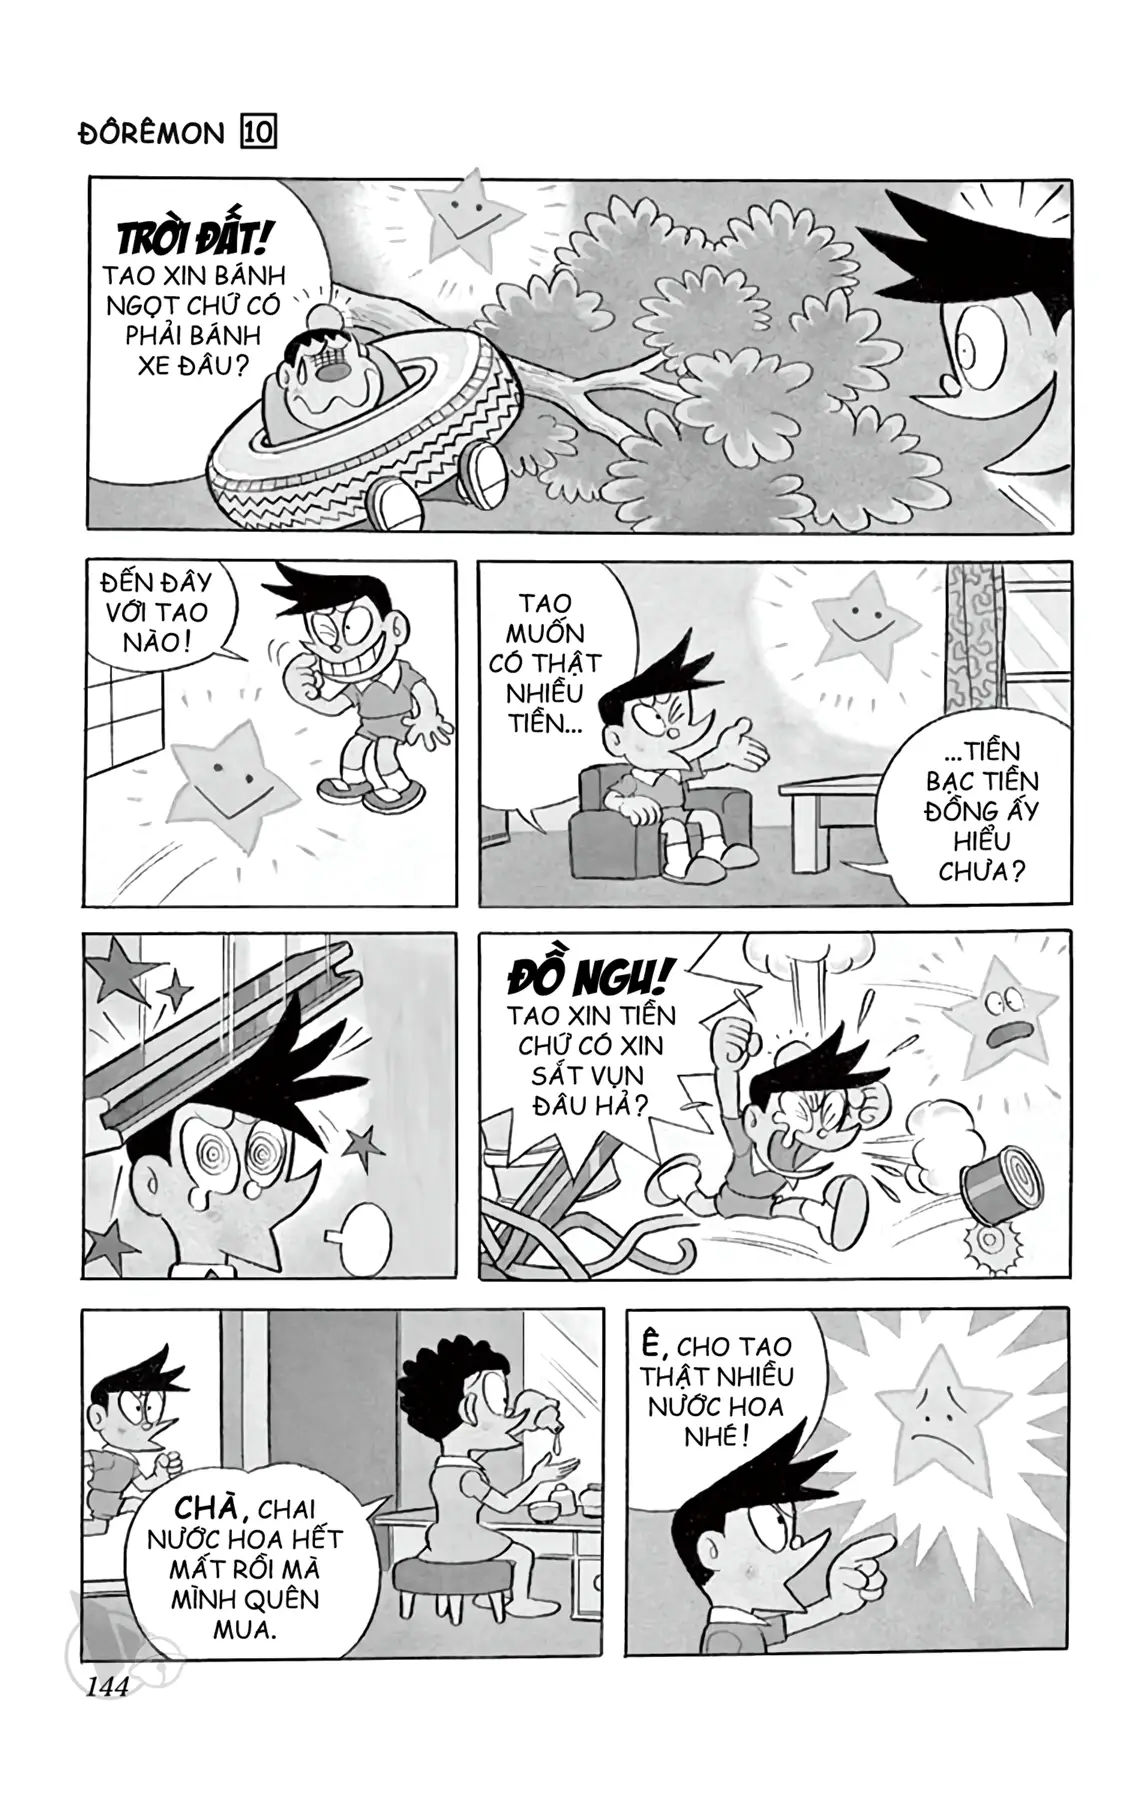 ĐÔRÊMON 10
TRỜI ĐẤT!
TAO XIN BÁNH
NGỌT CHỨ CÓ
PHẢI BÁNH
XE ĐÂU?
ĐẾN ĐÂY
VỚI TAO
NÀO!
TAO
MUỐN
CÓ THẬT
NHIỀU
TIỀN...
...TIỀN
BẠC TIỀN
ĐỒNG ẤY
HIỂU
CHƯA?
ĐỒ NGU!
TAO XIN TIỀN
CHỨ CÓ XIN
SẮT VỤN
ĐÂU HẢ?
CHÀ, CHAI
NƯỚC HOA HẾT
MẤT RỒI MÀ
MÌNH QUÊN
MUA.
Ê, CHO TAO
THẬT NHIỀU
NƯỚC HOA
NHÉ!
144